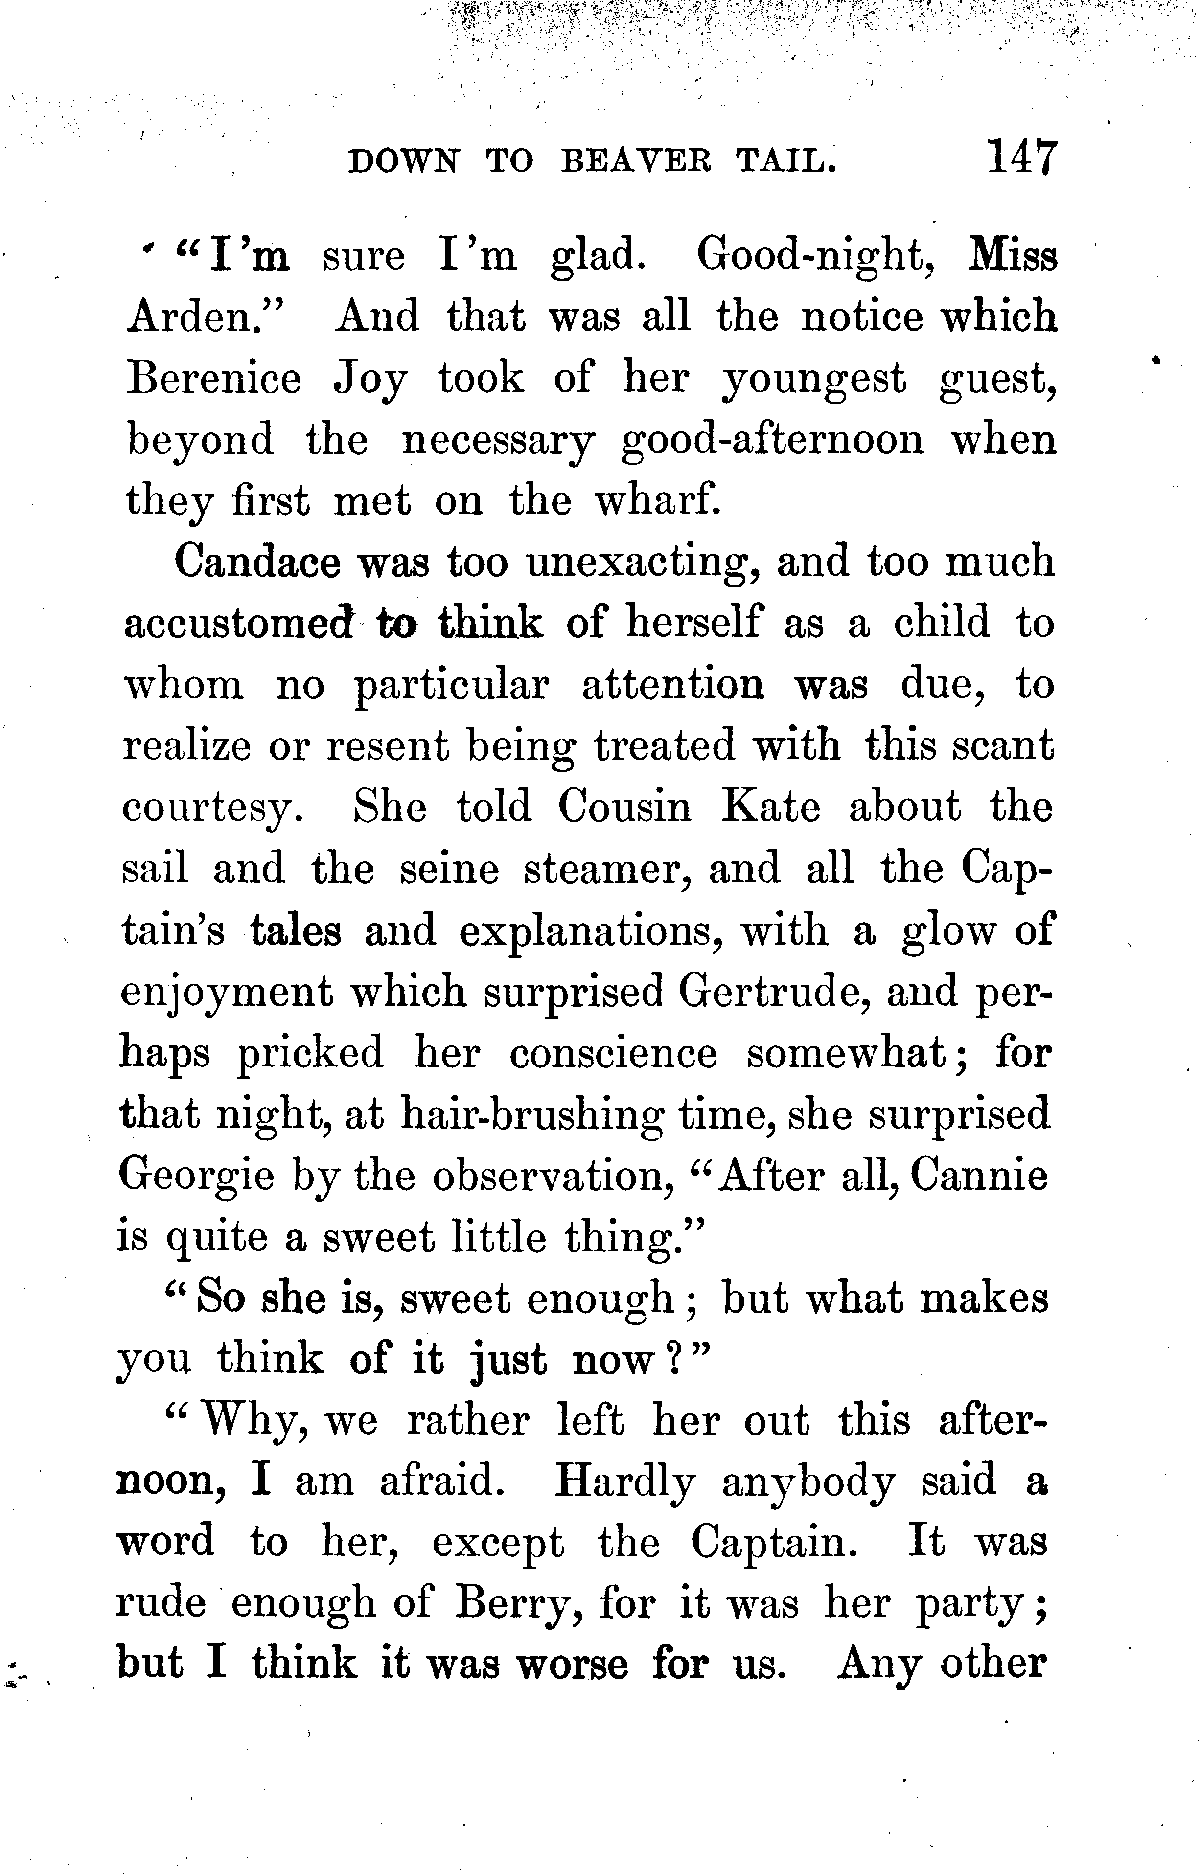 DOWN TO BEAVER TAIL. 147
“I'm sure I'm glad. Good-night, Miss
Arden.” And that was all the notice which
Berenice Joy took of her youngest guest,
beyond the necessary good-afternoon when
they first met on the wharf.
Candace was too unexacting, and too much
accustomed to think of herself as a child to
whom no particular attention was due, to
realize or resent being treated with this scant
courtesy. She told Cousin Kate about the
sail and the seine steamer, and all the Cap-
tain's tales and explanations, with a glow of
enjoyment which surprised Gertrude, and per-
haps pricked her conscience somewhat; for
that night, at hair-brushing time, she surprised
Georgie by the observation, “After all, Cannie
is quite a sweet little thing.”
“So she is, sweet enough; but what makes
you think of it just now?”
“Why, we rather left her out this after-
noon, I am afraid. Hardly anybody said a
word to her, except the Captain. It was
rude enough of Berry, for it was her party;
but I think it was worse for us. Any other